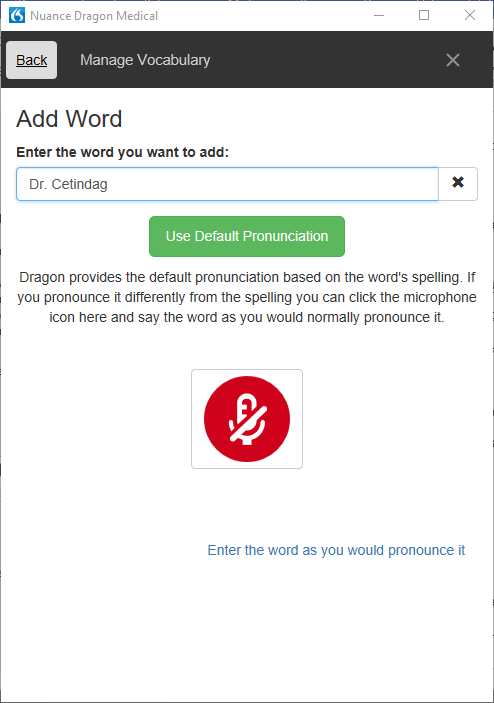 Nuance Dragon Medical
Back Manage Vocabulary
Add Word
Enter the word you want to add:
Dr. Cetindag
Use Default Pronunciation
Dragon provides the default pronunciation based on the word's spelling. If
you pronounce it differently from the spelling you can click the microphone
icon here and say the word as you would normally pronounce it.
Enter the word as you would pronounce it